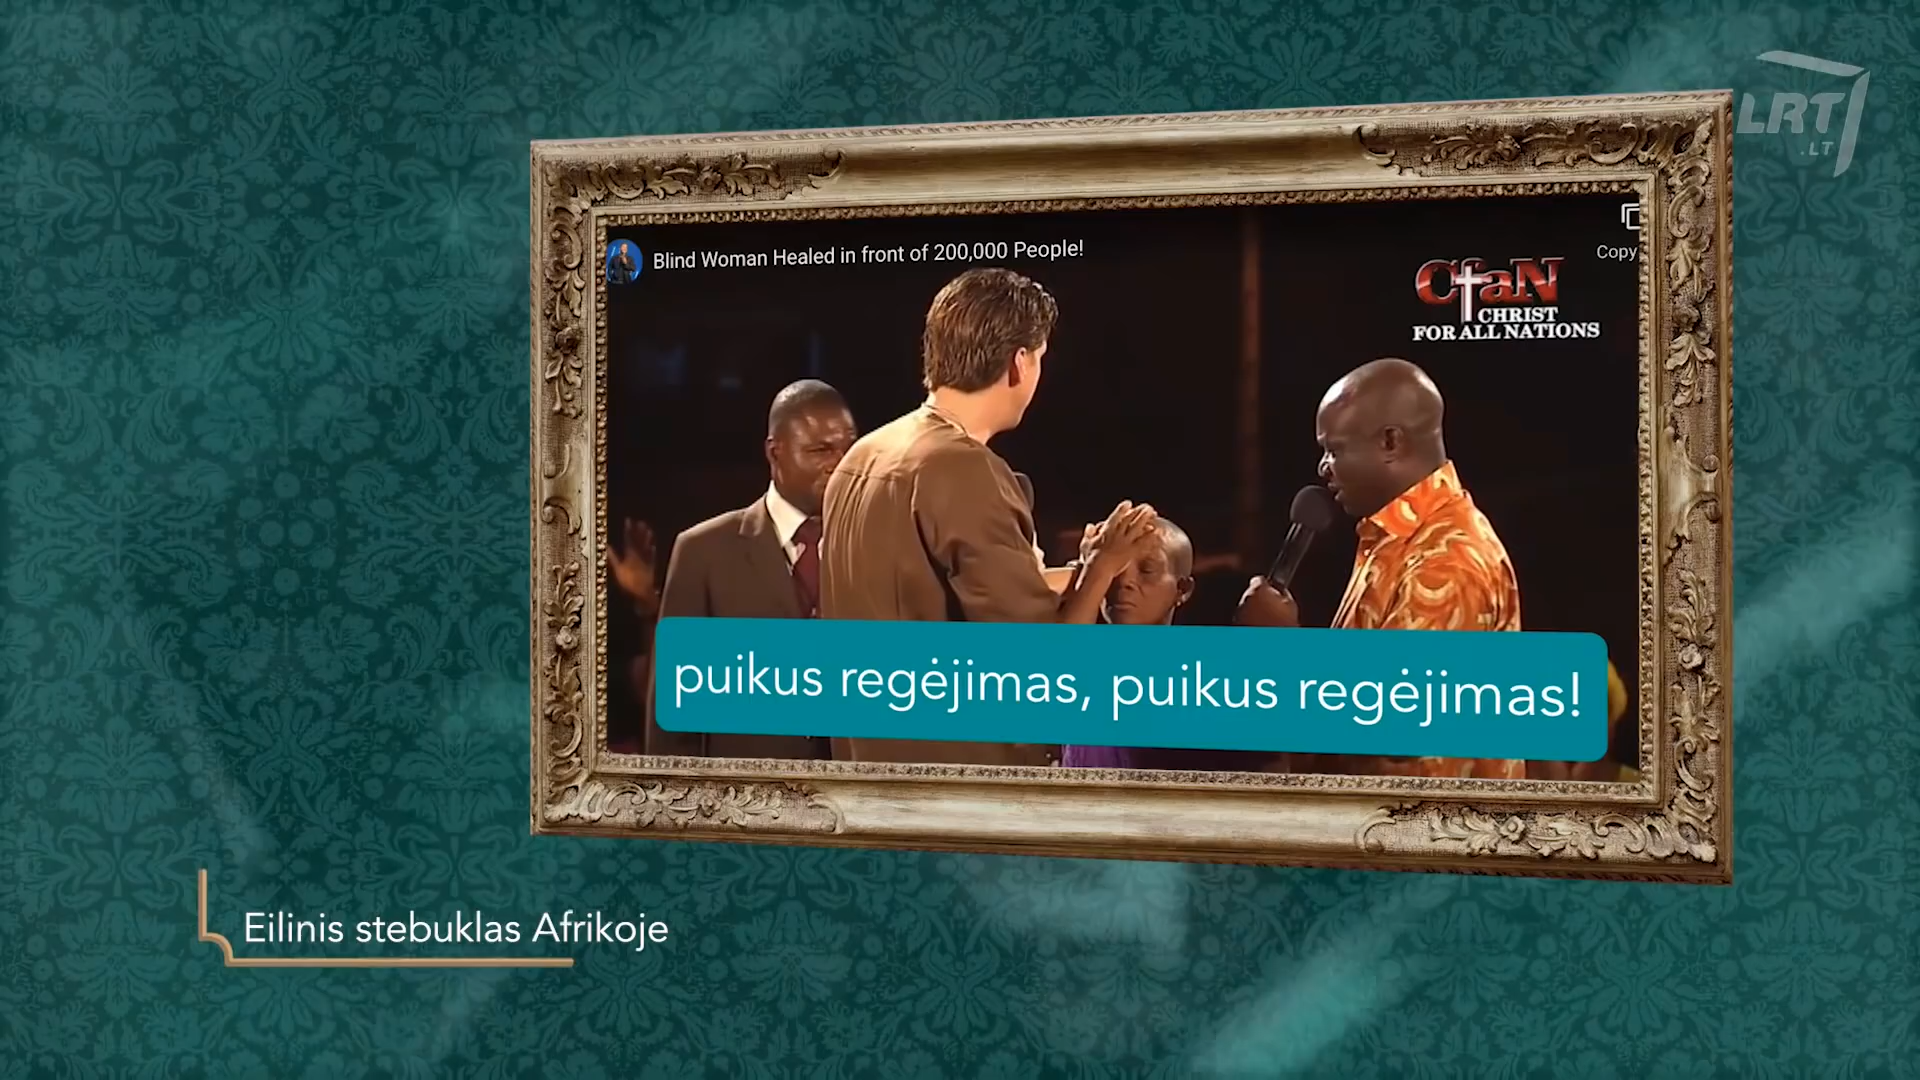 LRT
.LT
Blind Woman Healed in front of 200,000 People!
Copy
CfaN
CHRIST
FOR ALL NATIONS
puikus regėjimas, puikus regėjimas!
Eilinis stebuklas Afrikoje